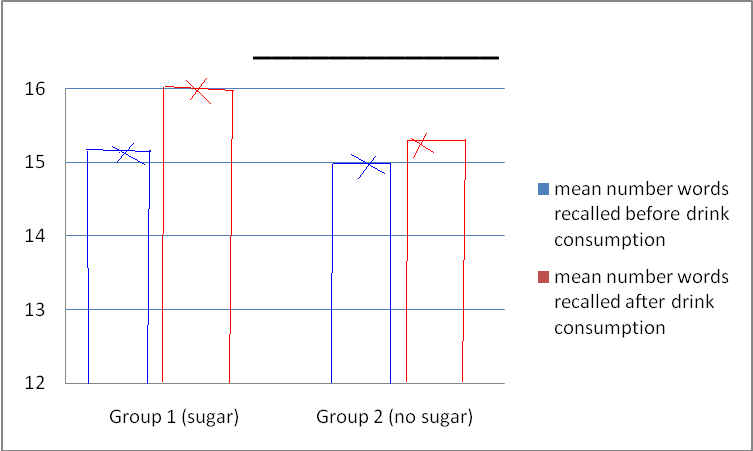 16
15
14
13
12
Group 1 (sugar)
Group 2 (no sugar)
mean number words
recalled before drink
consumption
mean number words
recalled after drink
consumption